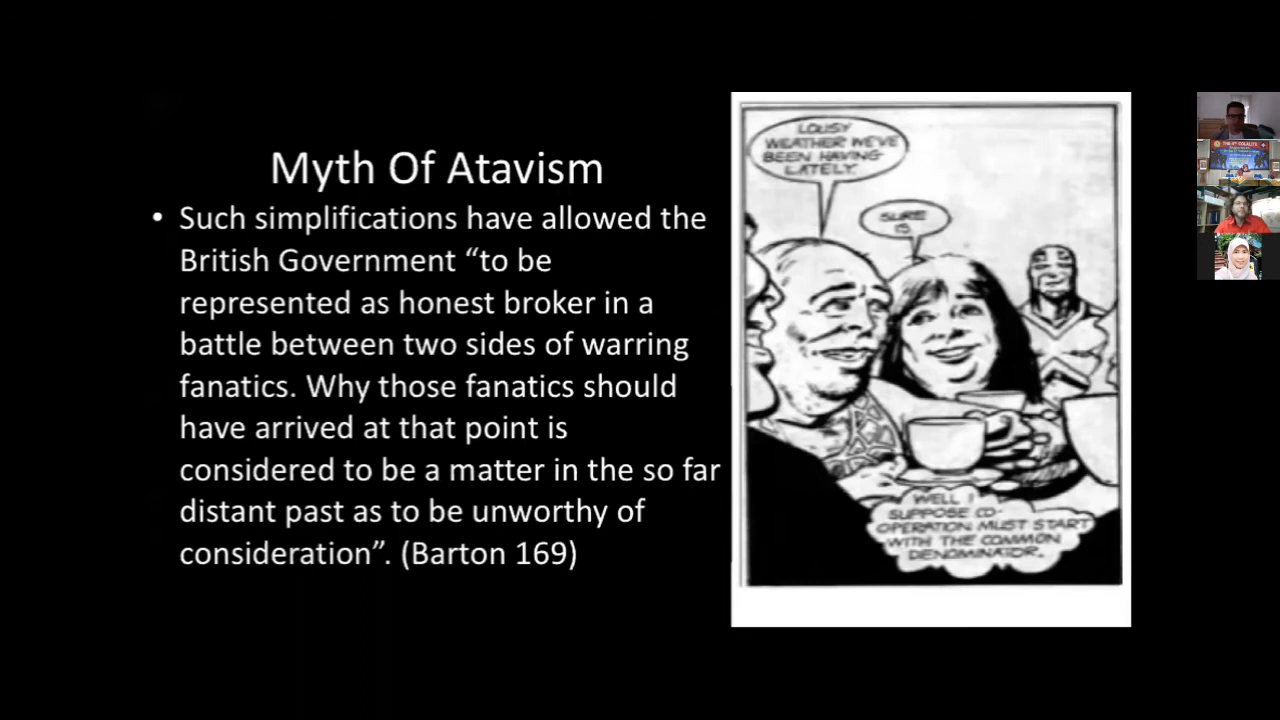 Myth Of Atavism
• Such simplifications have allowed the
British Government “to be
represented as honest broker in a
battle between two sides of warring
fanatics. Why those fanatics should
have arrived at that point is
considered to be a matter in the so far
distant past as to be unworthy of
consideration”. (Barton 169)
LOUSY
WEATHER WE'VE
BEEN HAVING
LATELY.
SURE
IS.
WELL I
SUPPOSE CO-
OPERATION MUST START
WITH THE COMMON
DENOMINATOR.